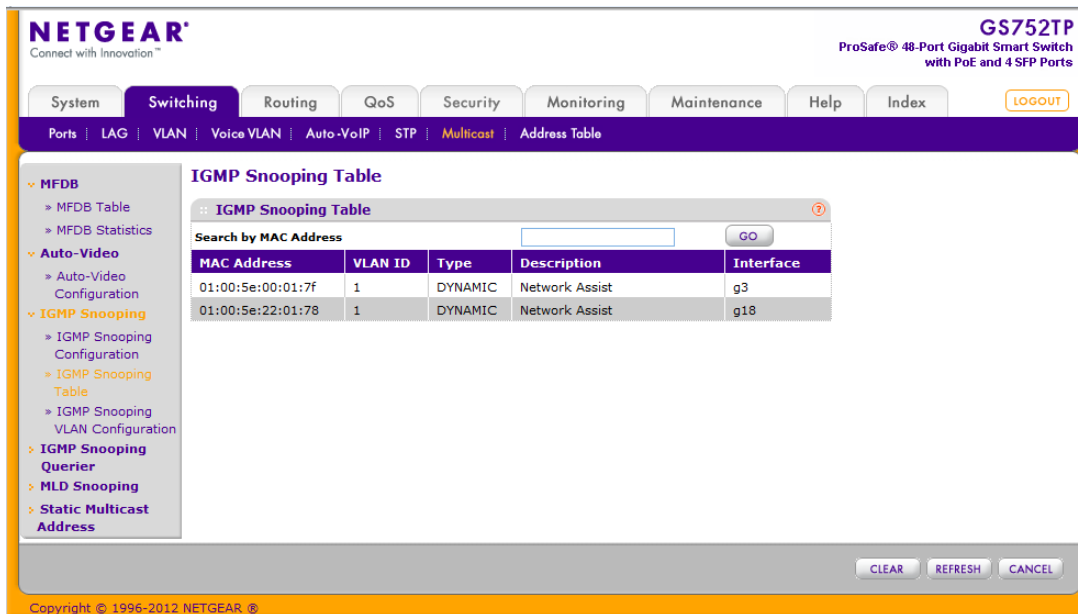 NETGEAR®
Connect with Innovation™
GS752TP
ProSafe® 48-Port Gigabit Smart Switch
with PoE and 4 SFP Ports
System Switching Routing QoS Security Monitoring Maintenance Help Index LOGOUT
Ports | LAG | VLAN | Voice VLAN | Auto-VoIP | STP | Multicast | Address Table
MFDB
» MFDB Table
» MFDB Statistics
Auto-Video
» Auto-Video
Configuration
IGMP Snooping
» IGMP Snooping
Configuration
» IGMP Snooping
Table
» IGMP Snooping
VLAN Configuration
IGMP Snooping
Querier
MLD Snooping
Static Multicast
Address
IGMP Snooping Table
IGMP Snooping Table ?
Search by MAC Address GO
MAC Address VLAN ID Type Description Interface
01:00:5e:00:01:7f 1 DYNAMIC Network Assist g3
01:00:5e:22:01:78 1 DYNAMIC Network Assist g18
CLEAR REFRESH CANCEL
Copyright © 1996-2012 NETGEAR ®